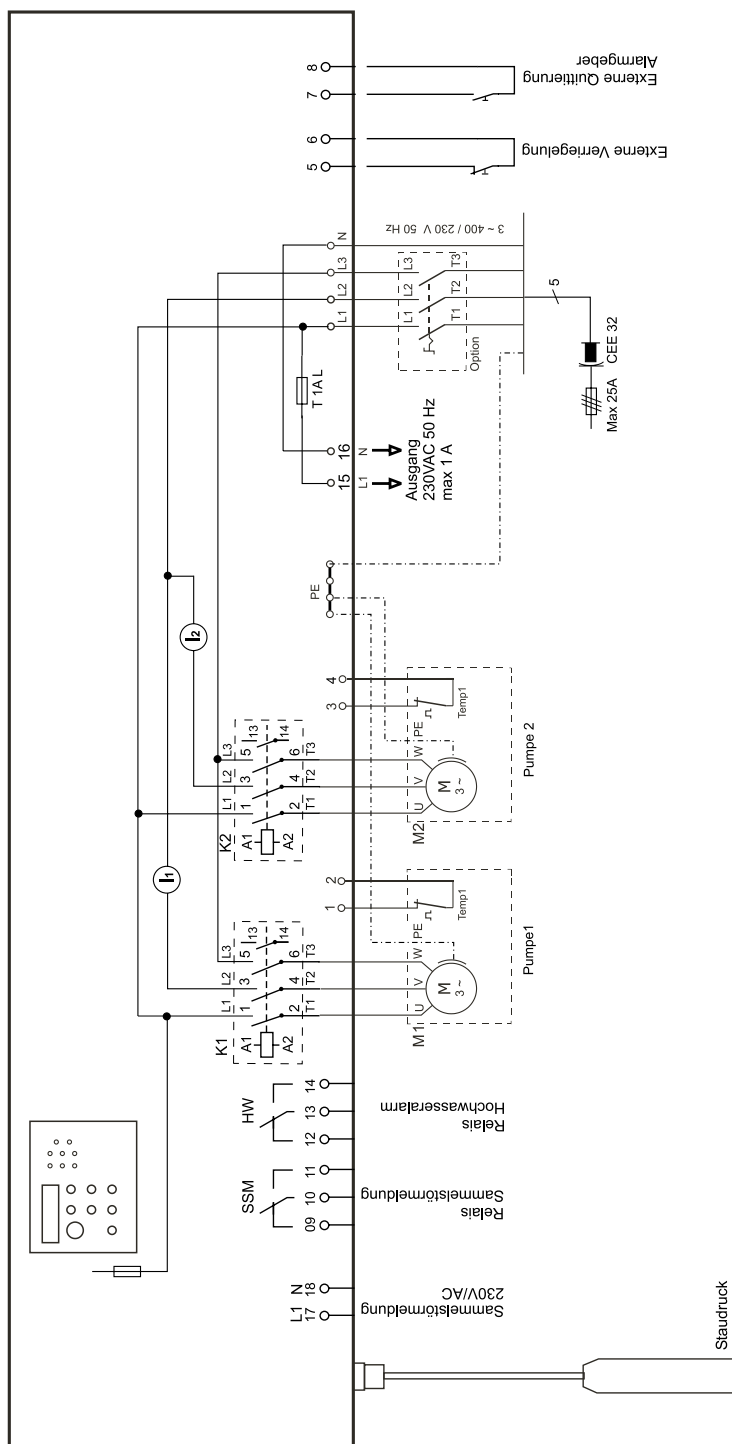 L1 N
17 18
Sammelstörmeldung
230V/AC
SSM
09 10 11
Relais
Sammelstörmeldung
HW
12 13 14
Relais
Hochwasseralarm
K1
A1
A2
L1 L2 L3
1 3 5 13
2 4 6 14
T1 T2 T3
I1
1 2
M1
U V W PE
M
3 ~
Temp1
Pumpe1
K2
A1
A2
L1 L2 L3
1 3 5 13
2 4 6 14
T1 T2 T3
I2
3 4
M2
U V W PE
M
3 ~
Temp1
Pumpe 2
PE
T 1A L
15 16
L1 N
Ausgang
230VAC 50 Hz
max 1 A
L1 L2 L3 N
L1 L2 L3
T1 T2 T3
Option
3 ~ 400 / 230 V 50 Hz
5
CEE 32
Max 25A
5 6
Externe Verriegelung
7 8
Externe Quittierung
Alarmgeber
Staudruck